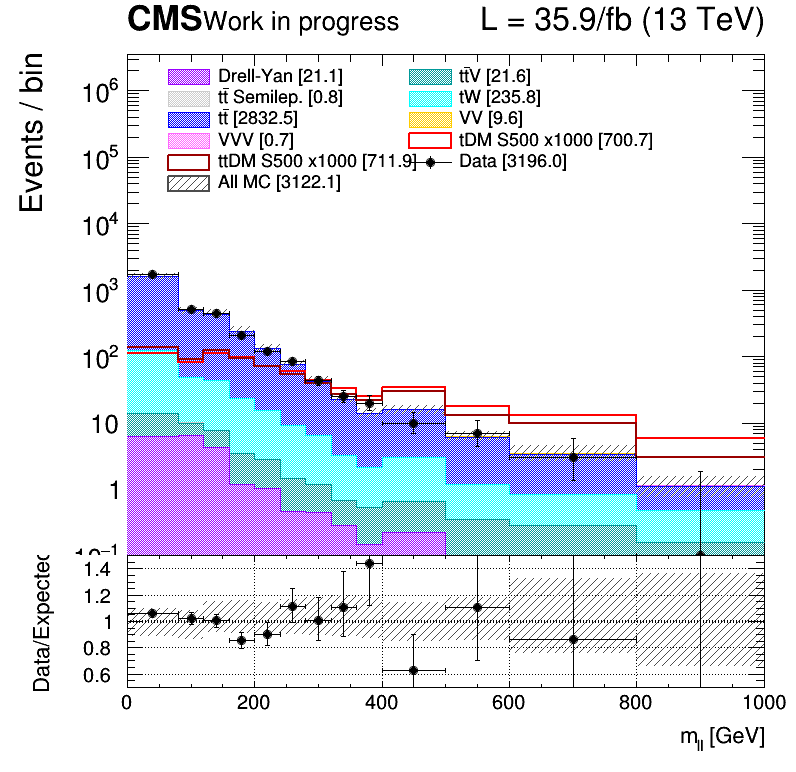 CMS Work in progress L = 35.9/fb (13 TeV)
Events / bin
Drell-Yan [21.1] tt̄V [21.6]
tt̄ Semilep. [0.8] tW [235.8]
tt̄ [2832.5] VV [9.6]
VVV [0.7] tDM S500 x1000 [700.7]
ttDM S500 x1000 [711.9] Data [3196.0]
All MC [3122.1]
10⁶
10⁵
10⁴
10³
10²
10
1
10⁻¹
Data/Expected
1.4
1.2
1
0.8
0.6
0 200 400 600 800 1000
m_ll [GeV]